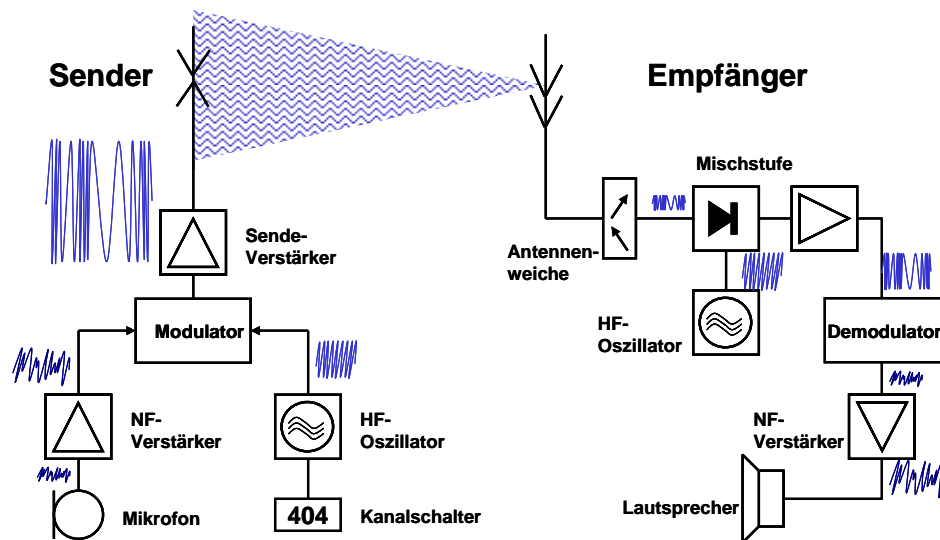 Sender
Empfänger
Mischstufe
Sende-
Verstärker
Antennen-
weiche
Modulator
HF-
Oszillator
Demodulator
NF-
Verstärker
HF-
Oszillator
NF-
Verstärker
Mikrofon
404
Kanalschalter
Lautsprecher